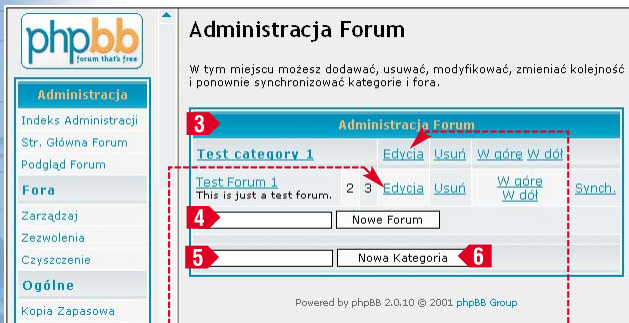 phpbb
forum that's free
Administracja
Indeks Administracji
Str. Główna Forum
Podgląd Forum
Fora
Zarządzaj
Zezwolenia
Czyszczenie
Ogólne
Kopia Zapasowa
Administracja Forum
W tym miejscu możesz dodawać, usuwać, modyfikować, zmieniać kolejność
i ponownie synchronizować kategorie i fora.
3 Administracja Forum
Test category 1 Edycja Usuń W górę W dół
Test Forum 1 2 3 Edycja Usuń W górę Synch.
This is just a test forum. W dół
4 Nowe Forum
5 Nowa Kategoria 6
Powered by phpBB 2.0.10 © 2001 phpBB Group